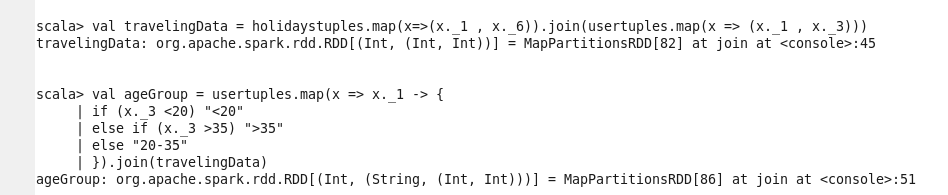 scala> val travelingData = holidaystuples.map(x=>(x._1 , x._6)).join(usertuples.map(x => (x._1 , x._3)))
travelingData: org.apache.spark.rdd.RDD[(Int, (Int, Int))] = MapPartitionsRDD[82] at join at <console>:45
scala> val ageGroup = usertuples.map(x => x._1 -> {
     | if (x._3 <20) "<20"
     | else if (x._3 >35) ">35"
     | else "20-35"
     | }).join(travelingData)
ageGroup: org.apache.spark.rdd.RDD[(Int, (String, (Int, Int)))] = MapPartitionsRDD[86] at join at <console>:51